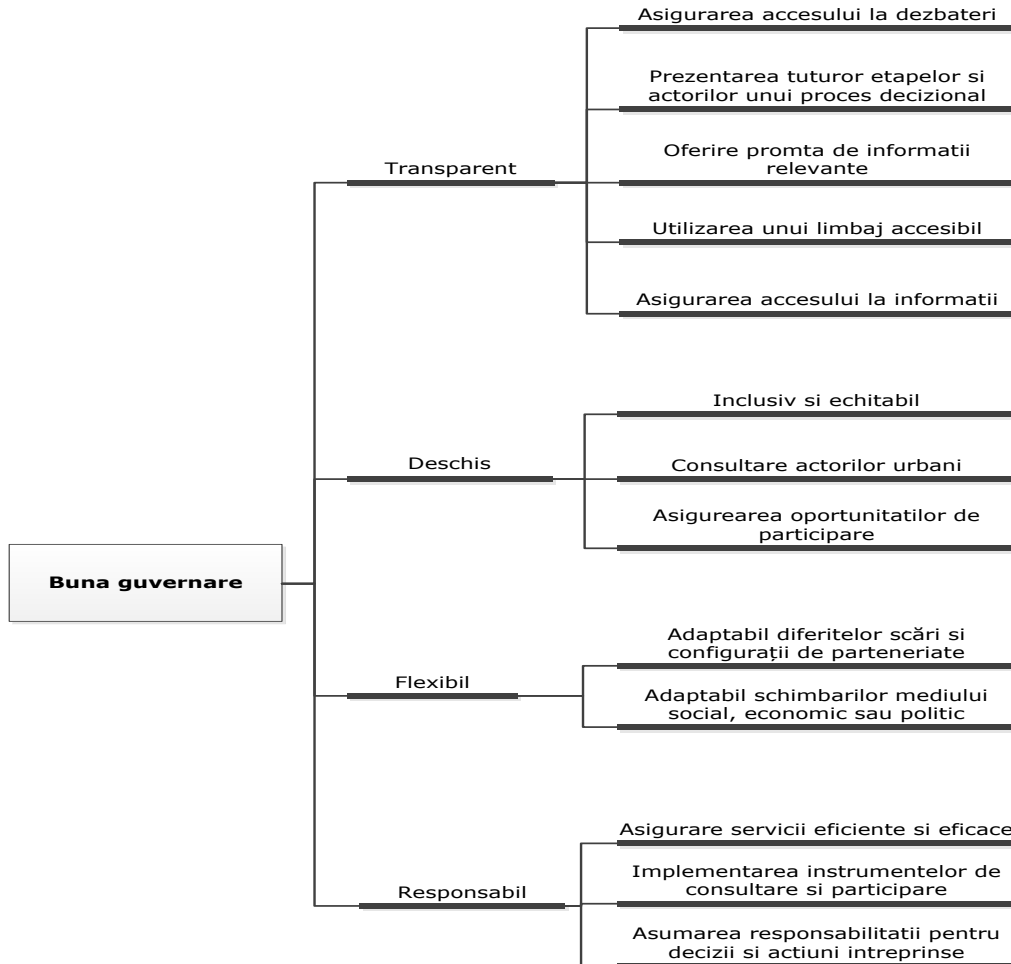 Buna guvernare
Transparent
Asigurarea accesului la dezbateri
Prezentarea tuturor etapelor si
actorilor unui proces decizional
Oferire promta de informatii
relevante
Utilizarea unui limbaj accesibil
Asigurarea accesului la informatii
Deschis
Inclusiv si echitabil
Consultare actorilor urbani
Asigurearea oportunitatilor de
participare
Flexibil
Adaptabil diferitelor scări si
configurații de parteneriate
Adaptabil schimbarilor mediului
social, economic sau politic
Responsabil
Asigurare servicii eficiente si eficace
Implementarea instrumentelor de
consultare si participare
Asumarea responsabilitatii pentru
decizii si actiuni intreprinse